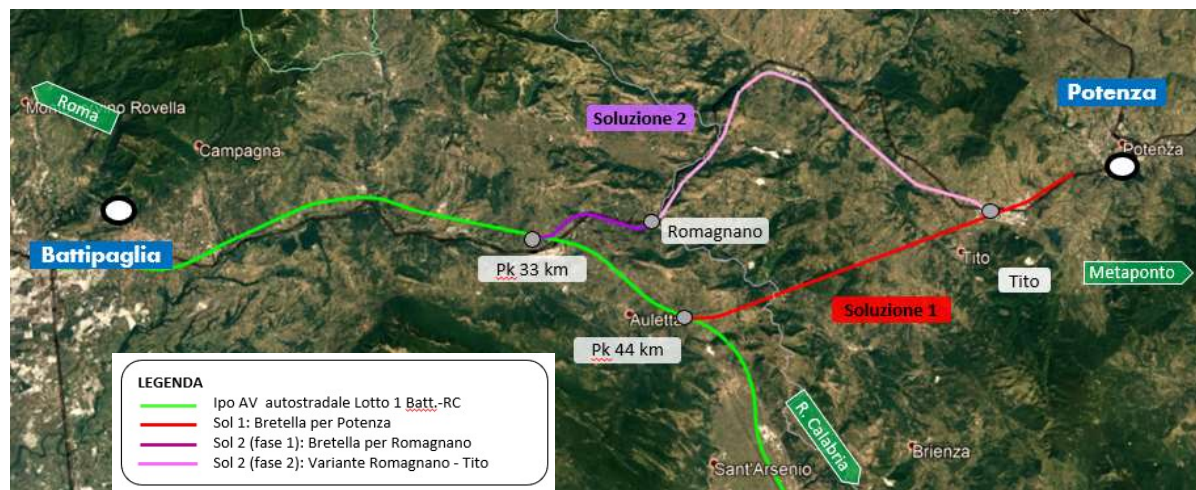 Roma
Rovella
Campagna
Battipaglia
Soluzione 2
Potenza
Potenza
Romagnano
Pk 33 km
Tito
Tito
Metaponto
Soluzione 1
Auletta
Pk 44 km
R. Calabria
Brienza
Sant'Arsenio
LEGENDA
Ipo AV autostradale Lotto 1 Batt.-RC
Sol 1: Bretella per Potenza
Sol 2 (fase 1): Bretella per Romagnano
Sol 2 (fase 2): Variante Romagnano - Tito